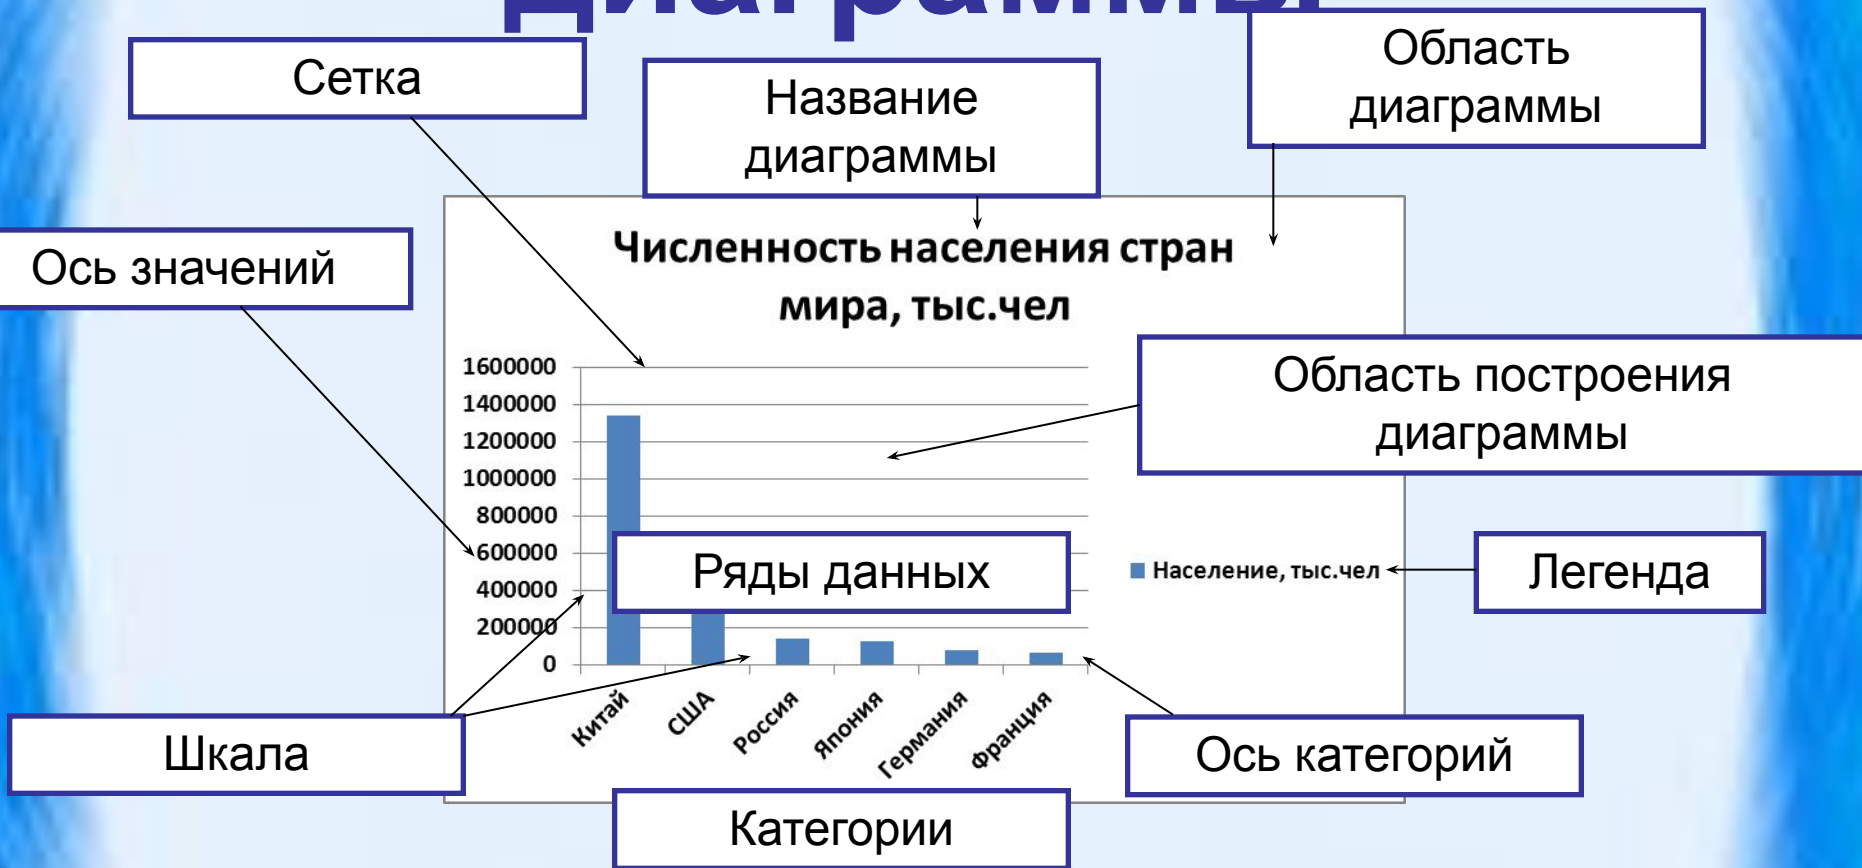 диаграммы
Сетка
Название
диаграммы
Область
диаграммы
Ось значений
Численность населения стран
мира, тыс.чел
Область построения
диаграммы
1600000
1400000
1200000
1000000
800000
600000
400000
200000
0
Ряды данных
Население, тыс.чел
Легенда
Китай
США
Россия
Япония
Германия
Франция
Шкала
Ось категорий
Категории